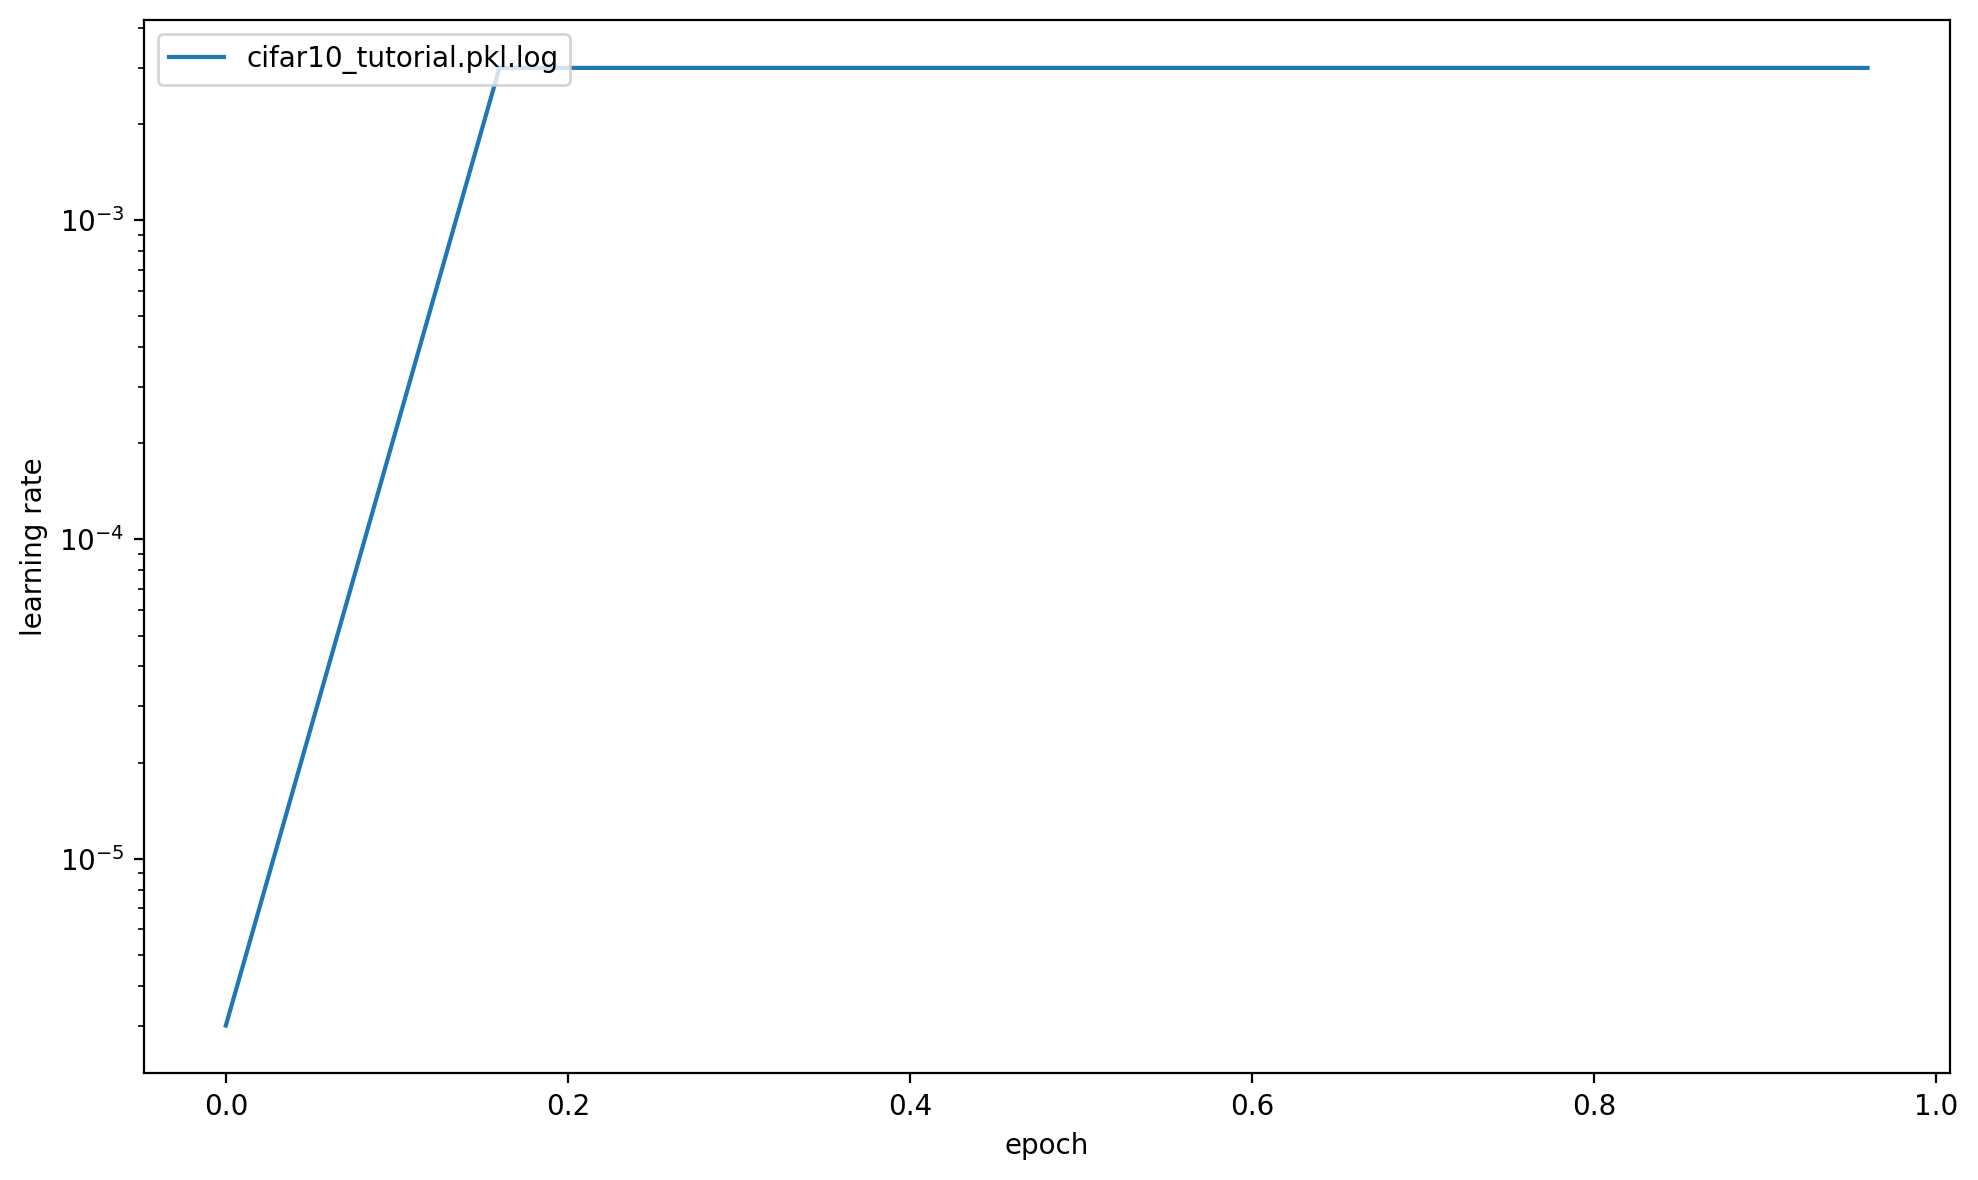 cifar10_tutorial.pkl.log
learning rate
10⁻³
10⁻⁴
10⁻⁵
0.0 0.2 0.4 0.6 0.8 1.0
epoch